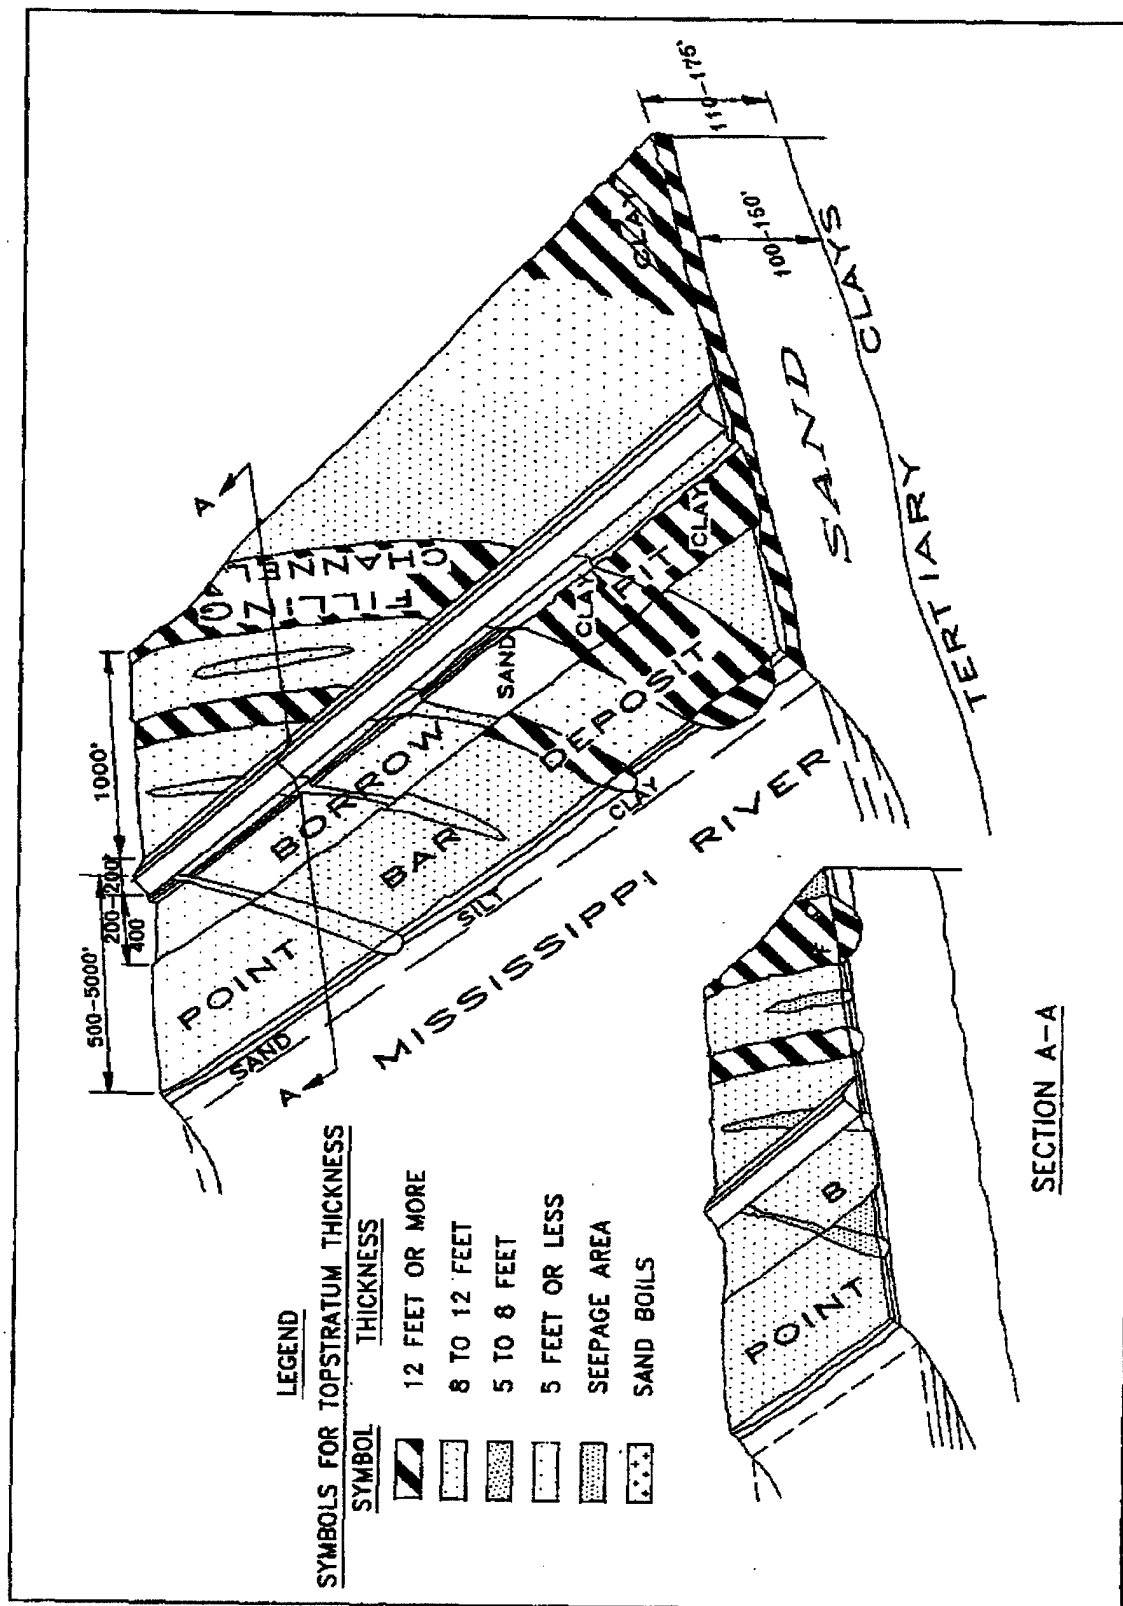 LEGEND
SYMBOLS FOR TOPSTRATUM THICKNESS
SYMBOL THICKNESS
12 FEET OR MORE
8 TO 12 FEET
5 TO 8 FEET
5 FEET OR LESS
SEEPAGE AREA
SAND BOILS
500-5000'
200-1200'
400
1000'
A
A
POINT
BAR
DEPOSIT
BORROW
PIT
CHANNEL
FILLING
SAND
CLAY
CLAY
CLAY
SAND
SILT
CLAY
MISSISSIPPI RIVER
SAND
TERTIARY CLAYS
100-150'
110-175'
POINT
B
SECTION A-A